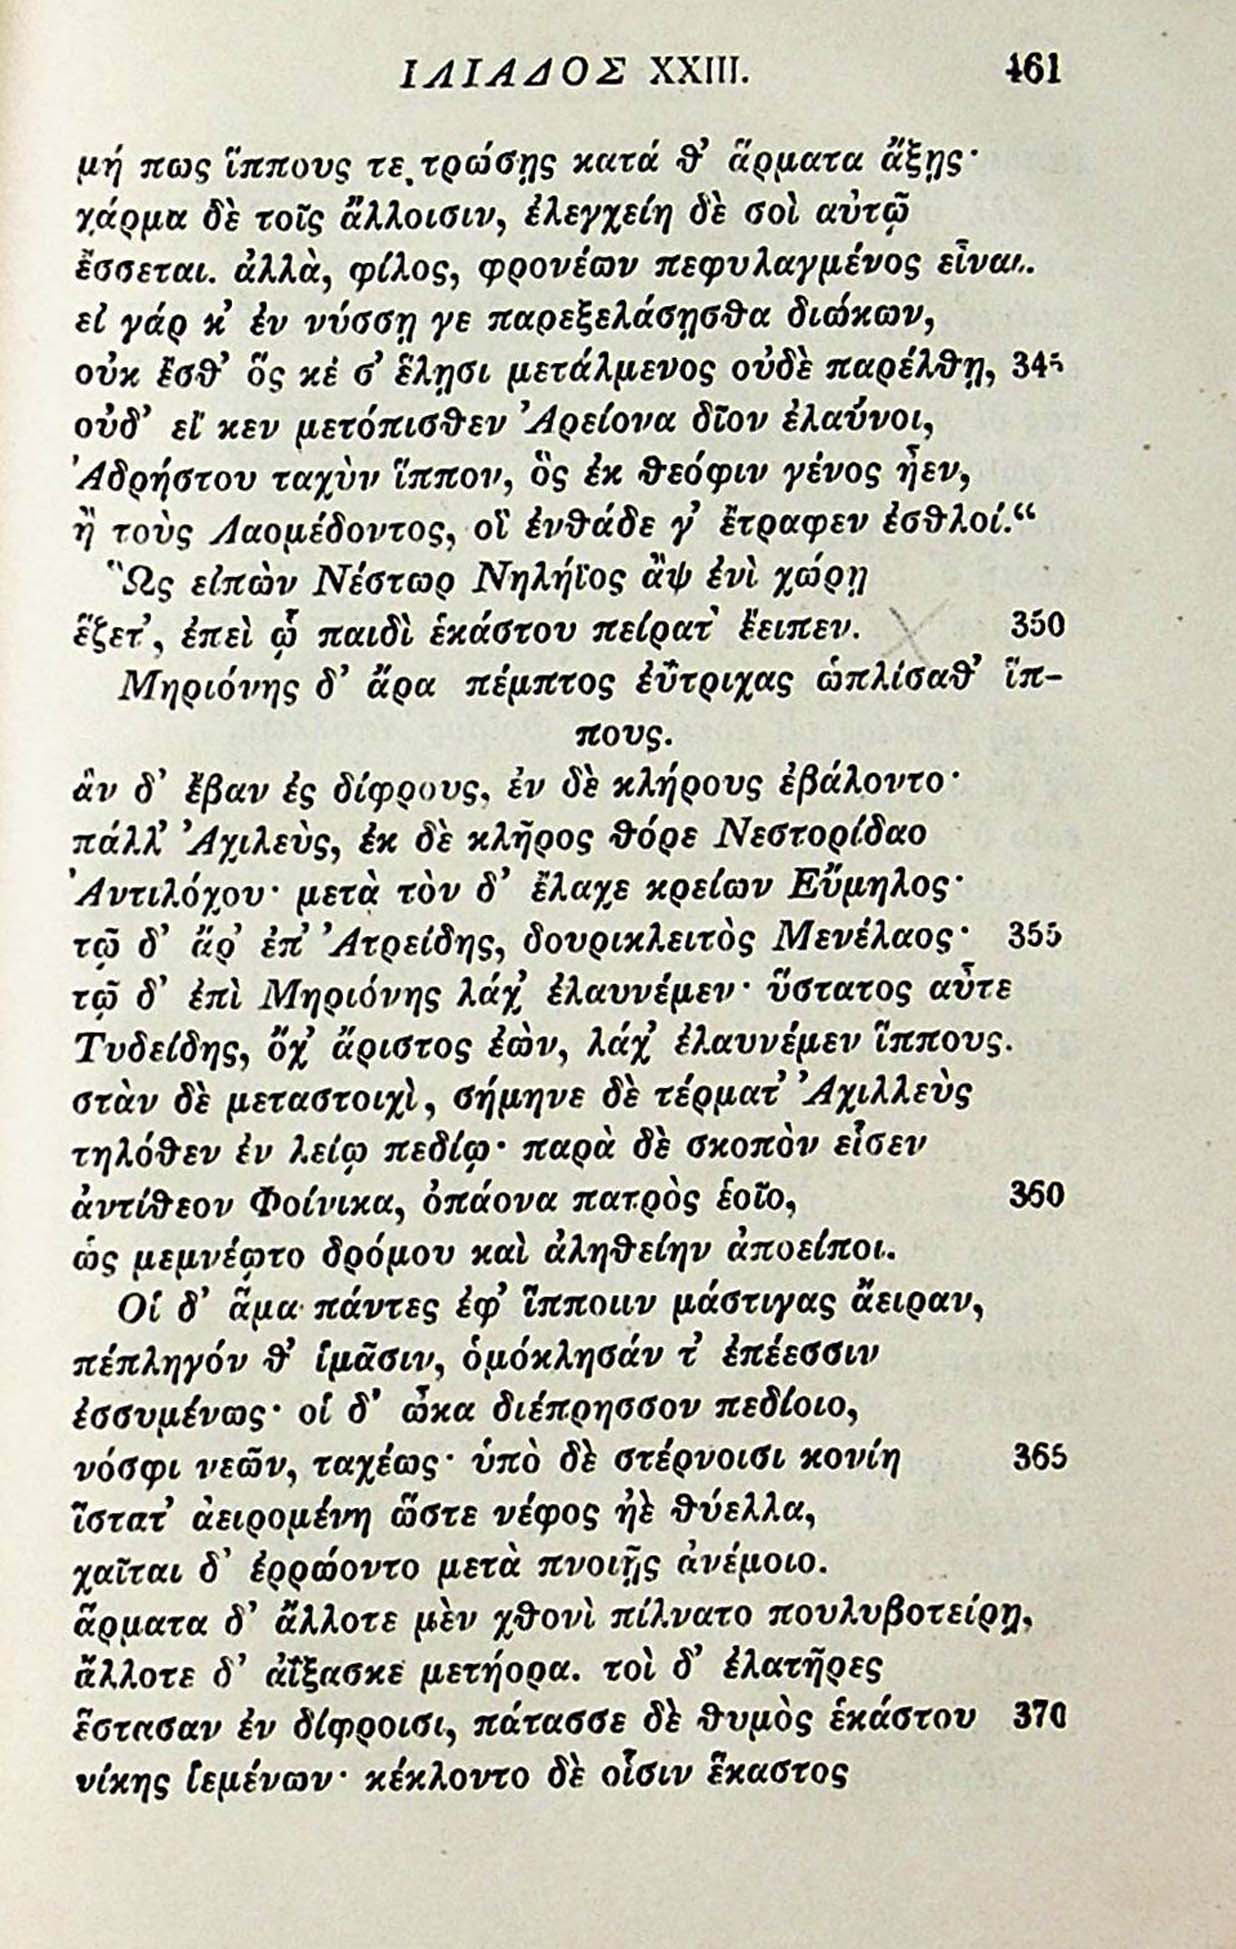 ΙΛΙΑΔΟΣ XXIII. 461
μή πως ἵππους τε τρώσῃς κατά θ’ ἅρματα ἄξῃς·
χάρμα δὲ τοῖς ἄλλοισιν, ἐλεγχείη δὲ σοὶ αὐτῷ
ἔσσεται. ἀλλὰ, φίλος, φρονέων πεφυλαγμένος εἶναι.
εἰ γάρ κ’ ἐν νύσσῃ γε παρεξελάσῃσθα διώκων,
οὐκ ἔσθ’ ὅς κέ σ’ ἕλῃσι μετάλμενος οὐδὲ παρέλθῃ, 345
οὐδ’ εἴ κεν μετόπισθεν Ἀρείονα δῖον ἐλαύνοι,
Ἀδρήστου ταχὺν ἵππον, ὃς ἐκ θεόφιν γένος ἦεν,
ἢ τοὺς Λαομέδοντος, οἳ ἐνθάδε γ’ ἔτραφεν ἐσθλοί.“
Ὣς εἰπὼν Νέστωρ Νηλήϊος ἂψ ἐνὶ χώρῃ
ἕζετ’, ἐπεὶ ᾧ παιδὶ ἑκάστου πείρατ’ ἔειπεν. 350
Μηριόνης δ’ ἄρα πέμπτος ἐΰτριχας ὡπλίσαθ’ ἵπ-
πους.
ἂν δ’ ἔβαν ἐς δίφρους, ἐν δὲ κλήρους ἐβάλοντο·
πάλλ’ Ἀχιλεὺς, ἐκ δὲ κλῆρος θόρε Νεστορίδαο
Ἀντιλόχου· μετὰ τὸν δ’ ἔλαχε κρείων Εὔμηλος·
τῷ δ’ ἄρ’ ἐπ’ Ἀτρείδης, δουρικλειτὸς Μενέλαος· 355
τῷ δ’ ἐπὶ Μηριόνης λάχ’ ἐλαυνέμεν· ὕστατος αὖτε
Τυδείδης, ὄχ’ ἄριστος ἐὼν, λάχ’ ἐλαυνέμεν ἵππους.
στὰν δὲ μεταστοιχὶ, σήμηνε δὲ τέρματ’ Ἀχιλλεὺς
τηλόθεν ἐν λείῳ πεδίῳ· παρὰ δὲ σκοπὸν εἷσεν
ἀντίθεον Φοίνικα, ὀπάονα πατρὸς ἑοῖο, 360
ὡς μεμνέῳτο δρόμου καὶ ἀληθείην ἀποείποι.
Οἱ δ’ ἅμα πάντες ἐφ’ ἵπποιιν μάστιγας ἄειραν,
πέπληγόν θ’ ἱμᾶσιν, ὁμόκλησάν τ’ ἐπέεσσιν
ἐσσυμένως· οἱ δ’ ὦκα διέπρησσον πεδίοιο,
νόσφι νεῶν, ταχέως· ὑπὸ δὲ στέρνοισι κονίη 365
ἵστατ’ ἀειρομένη ὥστε νέφος ἠὲ θύελλα,
χαῖται δ’ ἐρρώοντο μετὰ πνοιῇς ἀνέμοιο.
ἅρματα δ’ ἄλλοτε μὲν χθονὶ πίλνατο πουλυβοτείρῃ,
ἄλλοτε δ’ ἀΐξασκε μετήορα. τοὶ δ’ ἐλατῆρες
ἕστασαν ἐν δίφροισι, πάτασσε δὲ θυμὸς ἑκάστου 370
νίκης ἱεμένων· κέκλοντο δὲ οἷσιν ἕκαστος